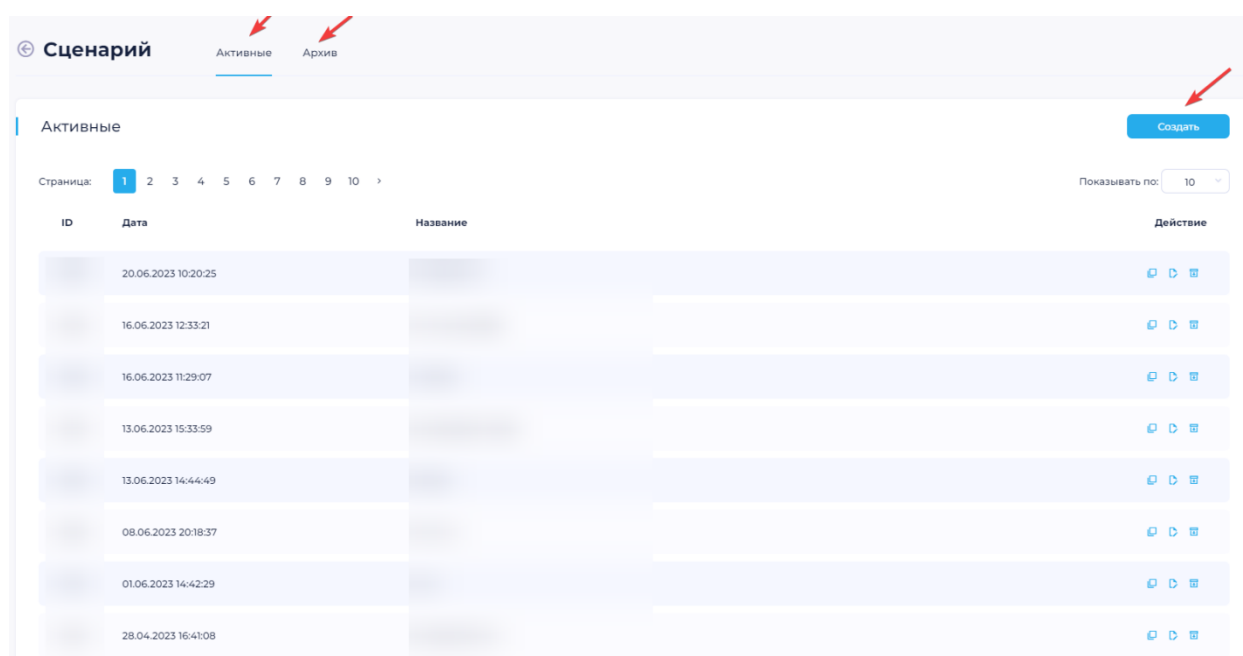 Сценарий Активные Архив
Активные Создать
Страница: 1 2 3 4 5 6 7 8 9 10 > Показывать по: 10
ID Дата Название Действие
20.06.2023 10:20:25
16.06.2023 12:33:21
16.06.2023 11:29:07
13.06.2023 15:33:59
13.06.2023 14:44:49
08.06.2023 20:18:37
01.06.2023 14:42:29
28.04.2023 16:41:08